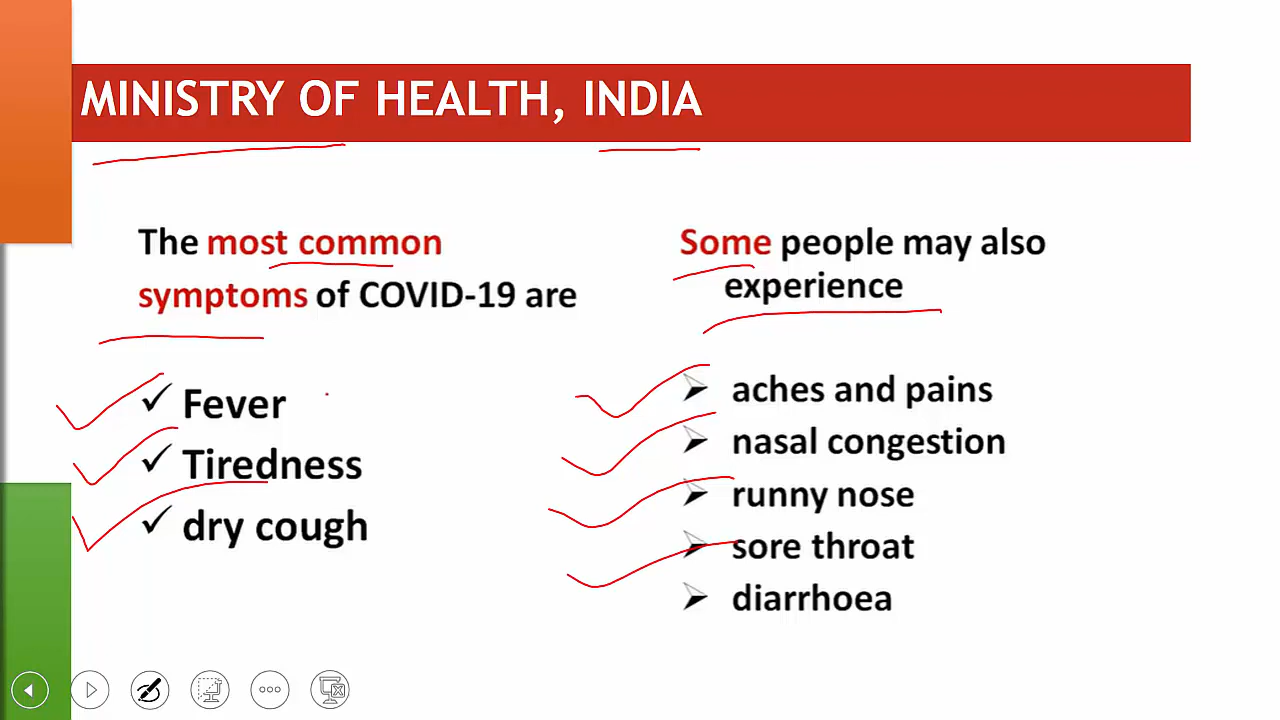 MINISTRY OF HEALTH, INDIA
The most common
symptoms of COVID-19 are
Fever
Tiredness
dry cough
Some people may also
experience
aches and pains
nasal congestion
runny nose
sore throat
diarrhoea